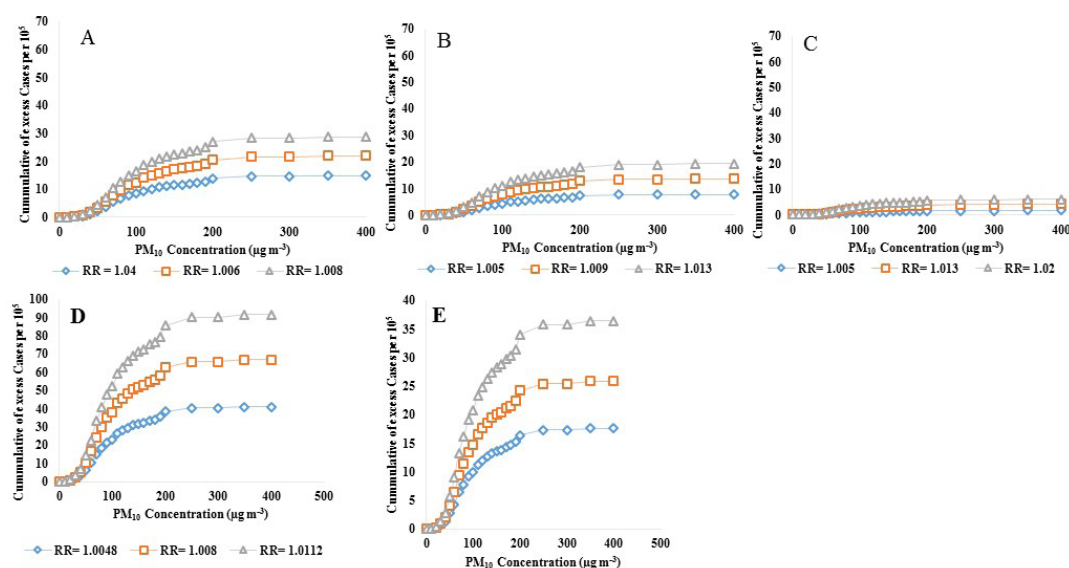 A
Cummulative of excess Cases per 10⁵
70
60
50
40
30
20
10
0
0 100 200 300 400
PM₁₀ Concentration (µg m⁻³)
RR = 1.04 RR = 1.006 RR = 1.008
B
Cummulative of excess Cases per 10⁵
70
60
50
40
30
20
10
0
0 100 200 300 400
PM₁₀ Concentration (µg m⁻³)
RR= 1.005 RR= 1.009 RR= 1.013
C
Cummulative of excess Cases per 10⁵
70
60
50
40
30
20
10
0
0 100 200 300 400
PM₁₀ Concentration (µg m⁻³)
RR= 1.005 RR= 1.013 RR= 1.02
D
Cummulative of excess Cases per 10⁵
100
90
80
70
60
50
40
30
20
10
0
0 100 200 300 400 500
PM₁₀ Concentration (µg m⁻³)
RR= 1.0048 RR= 1.008 RR= 1.0112
E
Cummulative of excess Cases per 10⁵
40
35
30
25
20
15
10
5
0
0 100 200 300 400 500
PM₁₀ Concentration (µg m⁻³)